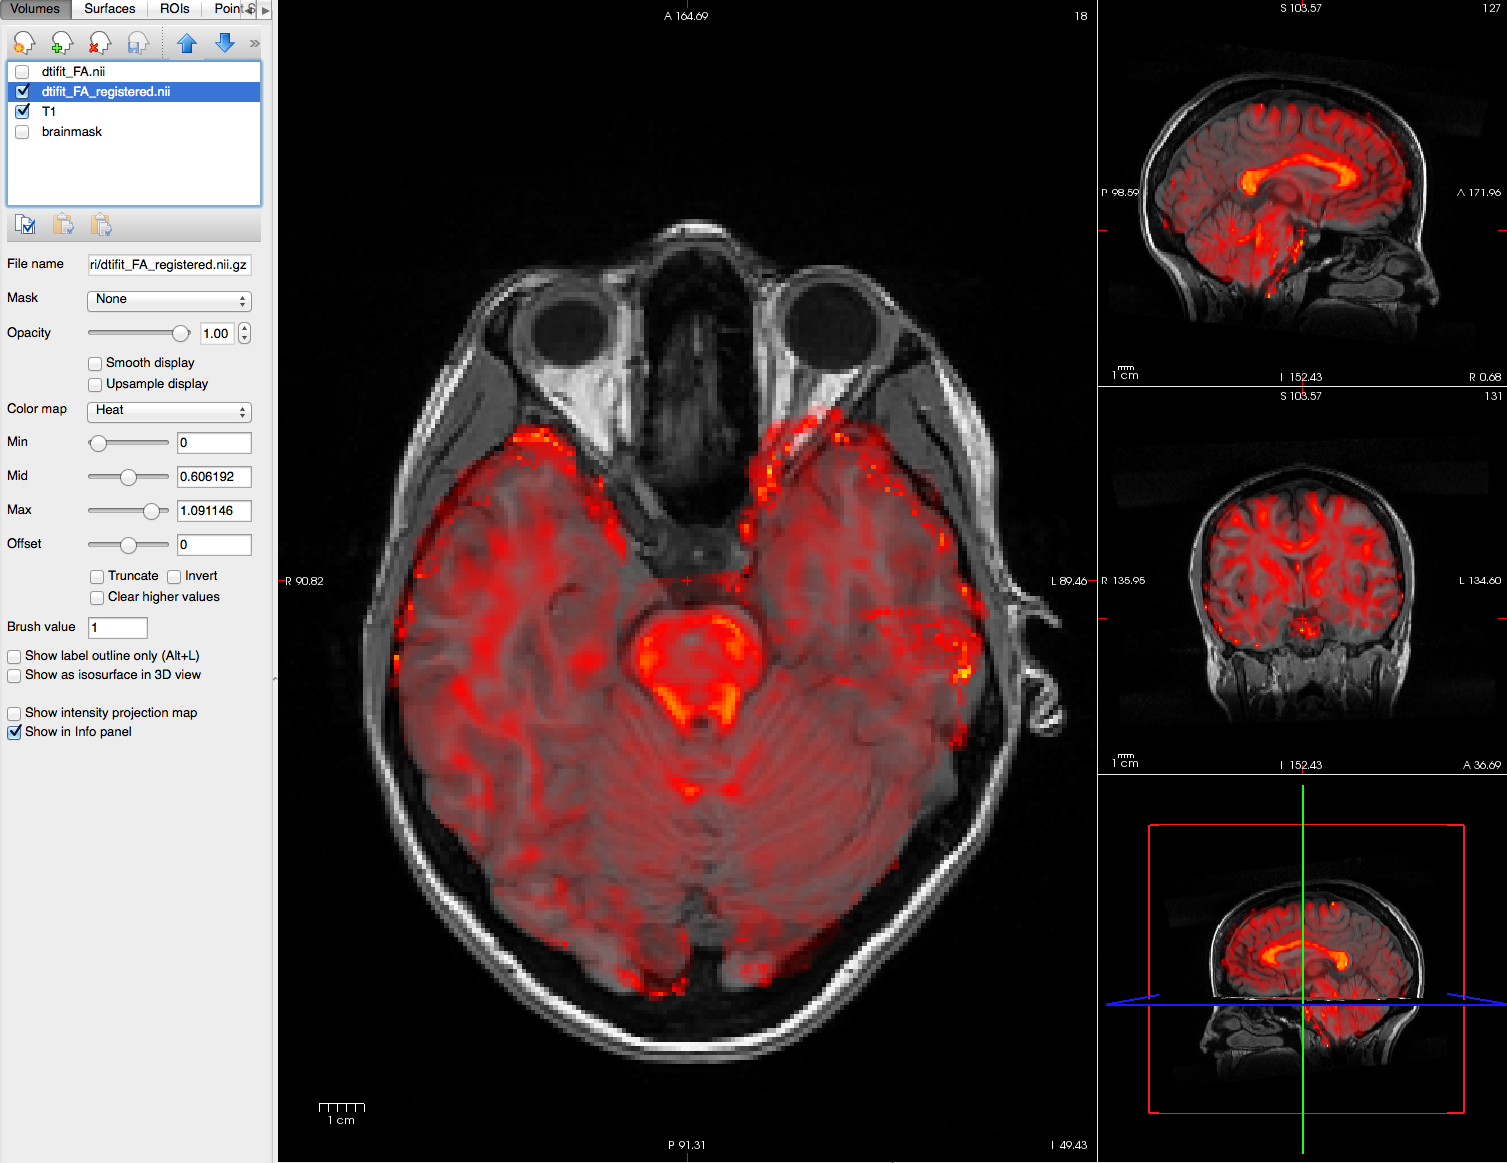 Volumes Surfaces ROIs Point S
dtifit_FA.nii
dtifit_FA_registered.nii
T1
brainmask
File name ri/dtifit_FA_registered.nii.gz
Mask None
Opacity 1.00
Smooth display
Upsample display
Color map Heat
Min 0
Mid 0.606192
Max 1.091146
Offset 0
Truncate Invert
Clear higher values
Brush value 1
Show label outline only (Alt+L)
Show as isosurface in 3D view
Show intensity projection map
Show in Info panel
A 164.69 18
R 90.82 L 89.46
1 cm
P 91.31 I 49.43
S 103.57 127
P 98.59 A 171.96
1 cm I 152.43 R 0.68
S 103.57 131
R 135.95 L 134.60
1 cm I 152.43 A 36.69